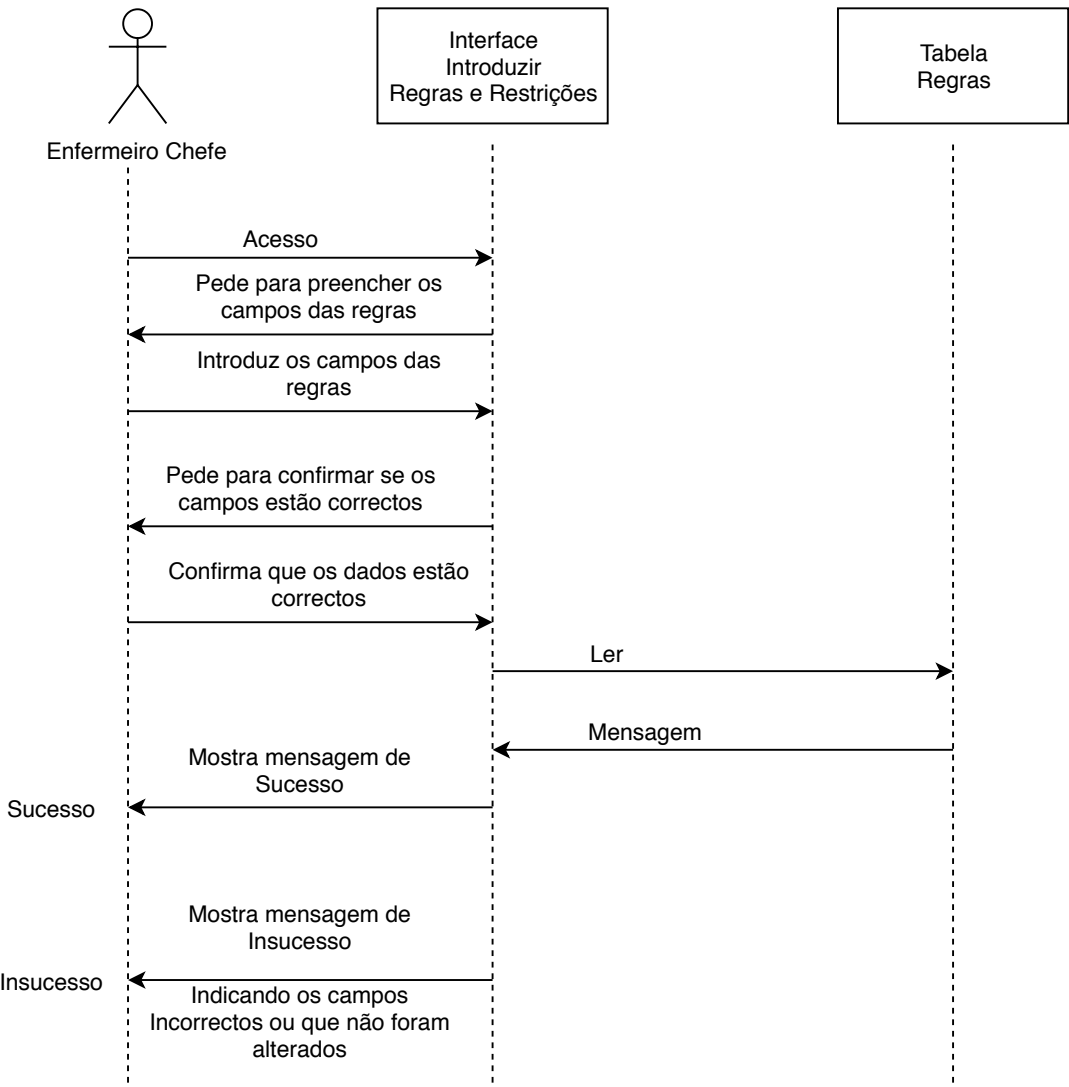 Interface
Introduzir
Regras e Restrições
Tabela
Regras
Enfermeiro Chefe
Acesso
Pede para preencher os
campos das regras
Introduz os campos das
regras
Pede para confirmar se os
campos estão correctos
Confirma que os dados estão
correctos
Ler
Mensagem
Mostra mensagem de
Sucesso
Sucesso
Mostra mensagem de
Insucesso
Insucesso
Indicando os campos
Incorrectos ou que não foram
alterados